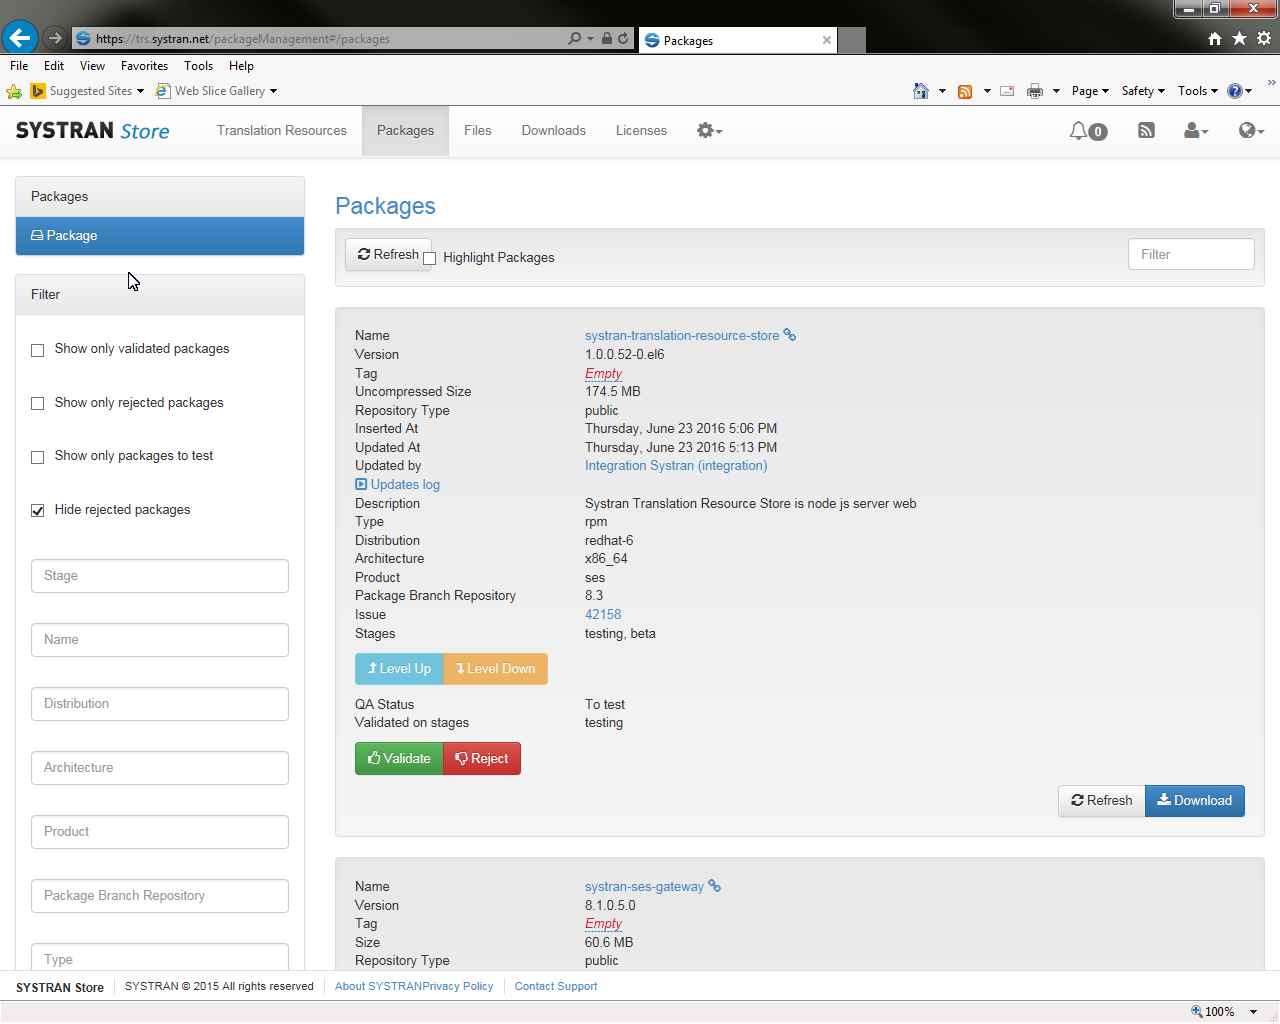 https://trs.systran.net/packageManagement#/packages
Packages
File Edit View Favorites Tools Help
Suggested Sites Web Slice Gallery
Page Safety Tools
SYSTRAN Store
Translation Resources Packages Files Downloads Licenses
0
Packages
Package
Filter
Show only validated packages
Show only rejected packages
Show only packages to test
Hide rejected packages
Stage
Name
Distribution
Architecture
Product
Package Branch Repository
Type
Packages
Refresh Highlight Packages Filter
Name systran-translation-resource-store
Version 1.0.0.52-0.el6
Tag Empty
Uncompressed Size 174.5 MB
Repository Type public
Inserted At Thursday, June 23 2016 5:06 PM
Updated At Thursday, June 23 2016 5:13 PM
Updated by Integration Systran (integration)
Updates log
Description Systran Translation Resource Store is node js server web
Type rpm
Distribution redhat-6
Architecture x86_64
Product ses
Package Branch Repository 8.3
Issue 42158
Stages testing, beta
Level Up Level Down
QA Status To test
Validated on stages testing
Validate Reject
Refresh Download
Name systran-ses-gateway
Version 8.1.0.5.0
Tag Empty
Size 60.6 MB
Repository Type public
SYSTRAN Store SYSTRAN © 2015 All rights reserved About SYSTRANPrivacy Policy Contact Support
100%